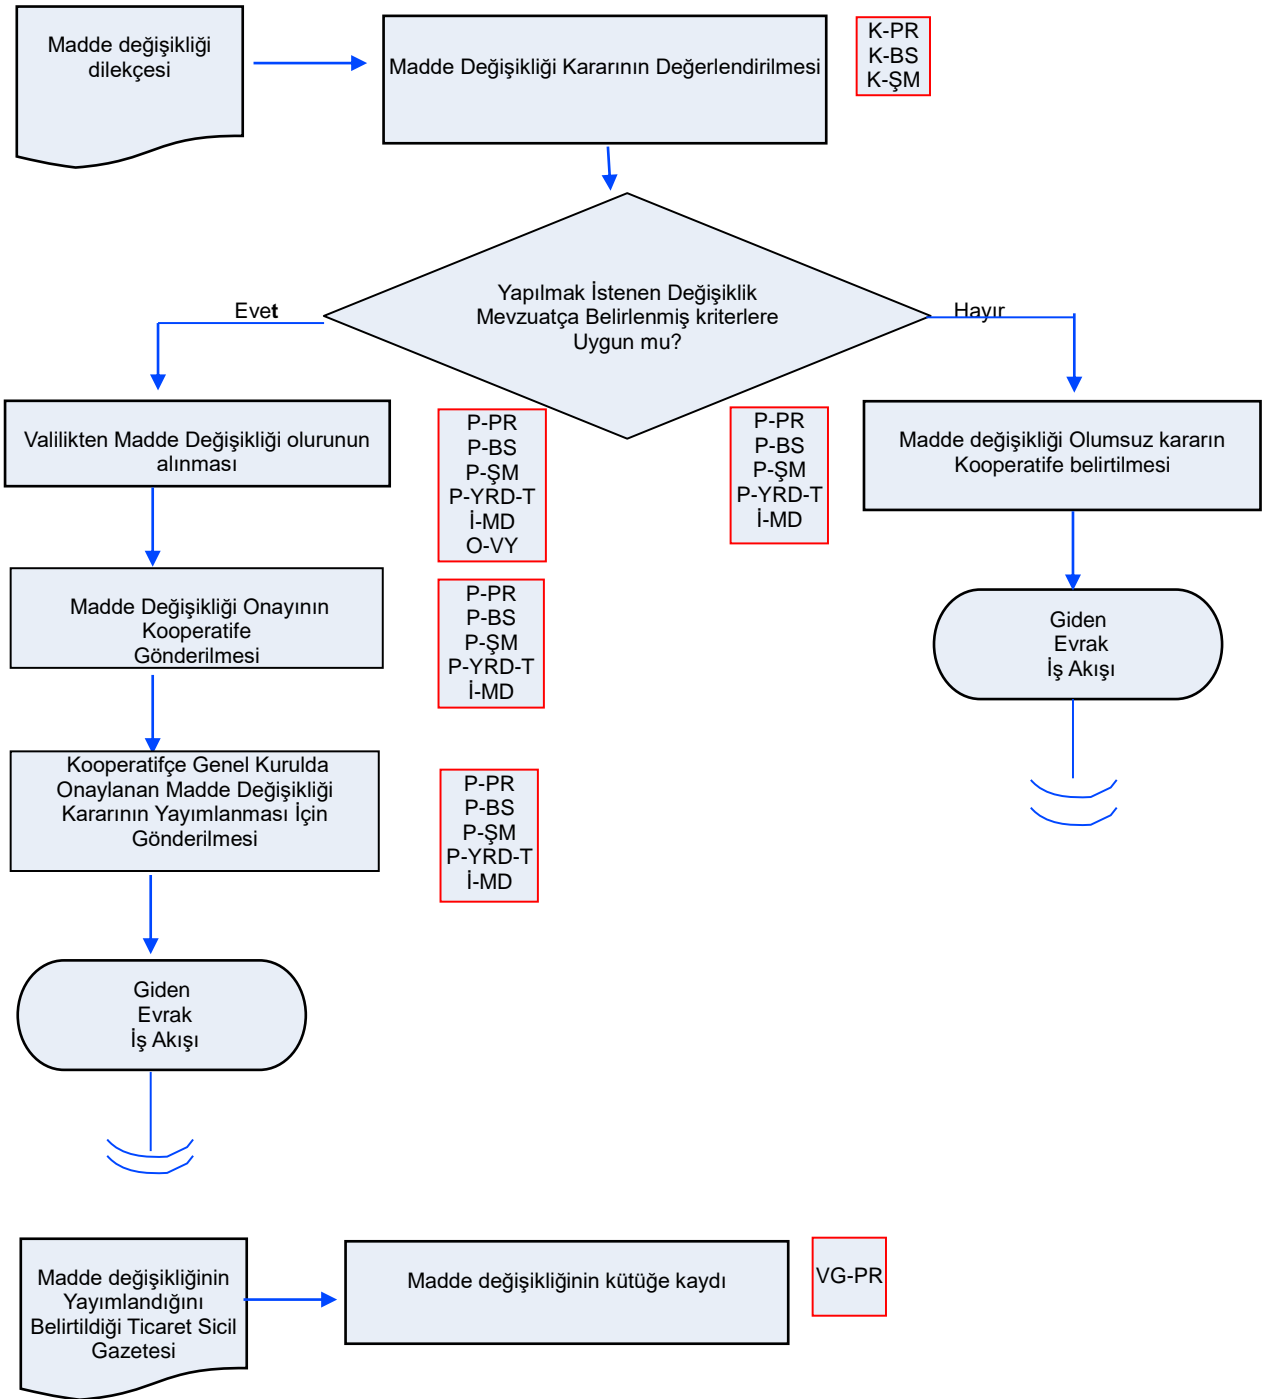 Madde değişikliği
dilekçesi
Madde Değişikliği Kararının Değerlendirilmesi
K-PR
K-BS
K-ŞM
Yapılmak İstenen Değişiklik
Mevzuatça Belirlenmiş kriterlere
Uygun mu?
Evet
Hayır
Valilikten Madde Değişikliği olurunun
alınması
P-PR
P-BS
P-ŞM
P-YRD-T
İ-MD
O-VY
P-PR
P-BS
P-ŞM
P-YRD-T
İ-MD
Madde değişikliği Olumsuz kararın
Kooperatife belirtilmesi
Madde Değişikliği Onayının
Kooperatife
Gönderilmesi
P-PR
P-BS
P-ŞM
P-YRD-T
İ-MD
Giden
Evrak
İş Akışı
Kooperatifçe Genel Kurulda
Onaylanan Madde Değişikliği
Kararının Yayımlanması İçin
Gönderilmesi
P-PR
P-BS
P-ŞM
P-YRD-T
İ-MD
Giden
Evrak
İş Akışı
Madde değişikliğinin
Yayımlandığını
Belirtildiği Ticaret Sicil
Gazetesi
Madde değişikliğinin kütüğe kaydı
VG-PR